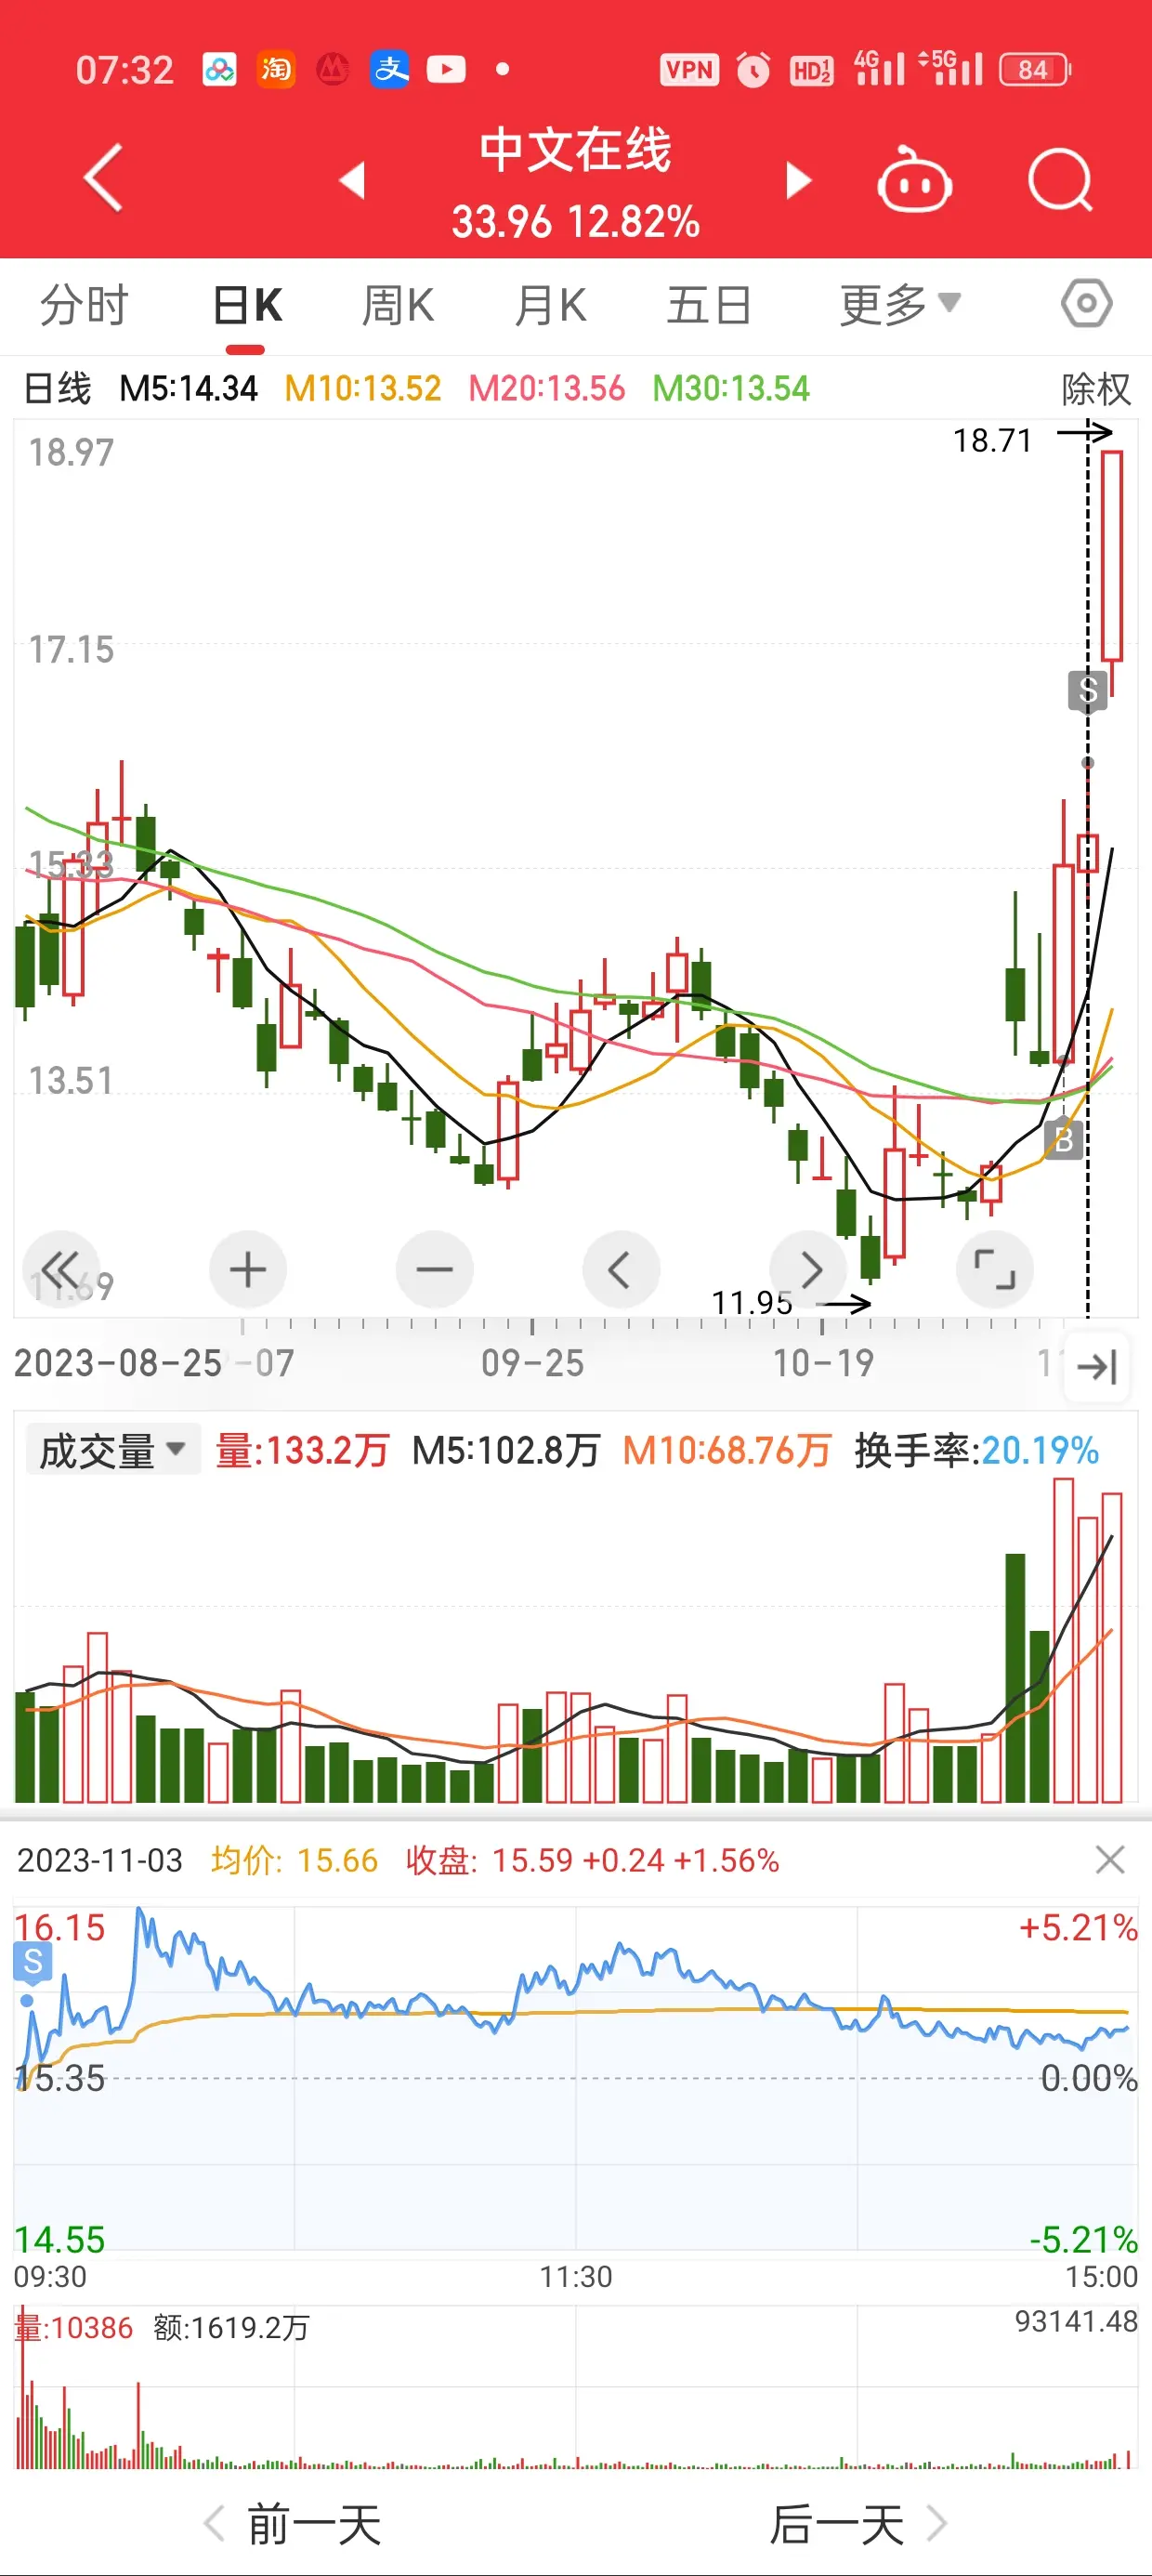 07:32 淘 支 VPN HD12 4G 5G 84
中文在线
33.96 12.82%
分时 日K 周K 月K 五日 更多
日线 M5:14.34 M10:13.52 M20:13.56 M30:13.54 除权
18.97
18.71
17.15
S
15.33
13.51
B
11.69
11.95
2023-08-25 -07 09-25 10-19 1
成交量 量:133.2万 M5:102.8万 M10:68.76万 换手率:20.19%
2023-11-03 均价: 15.66 收盘: 15.59 +0.24 +1.56%
16.15 +5.21%
S
15.35 0.00%
14.55 -5.21%
09:30 11:30 15:00
量:10386 额:1619.2万 93141.48
前一天 后一天